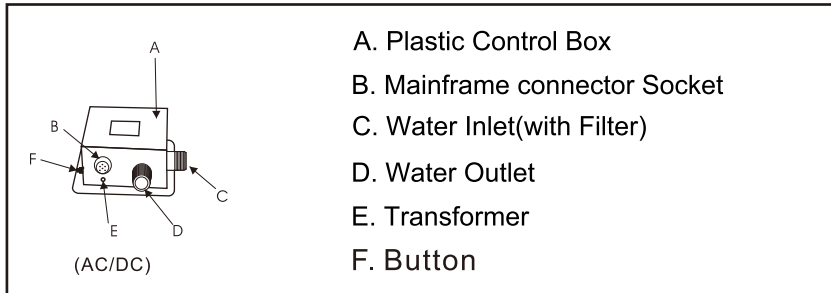 A
B
F
C
E
D
(AC/DC)
A. Plastic Control Box
B. Mainframe connector Socket
C. Water Inlet(with Filter)
D. Water Outlet
E. Transformer
F. Button